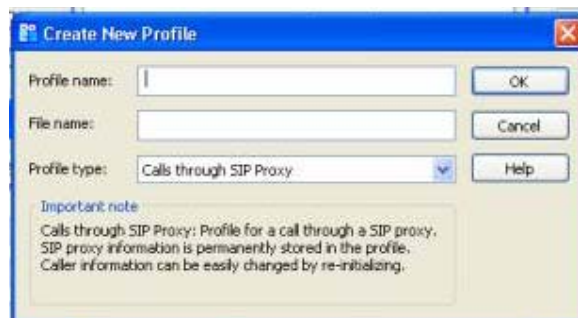 Create New Profile
Profile name:
OK
File name:
Cancel
Profile type:
Calls through SIP Proxy
Help
Important note
Calls through SIP Proxy: Profile for a call through a SIP proxy.
SIP proxy information is permanently stored in the profile.
Caller information can be easily changed by re-initializing.